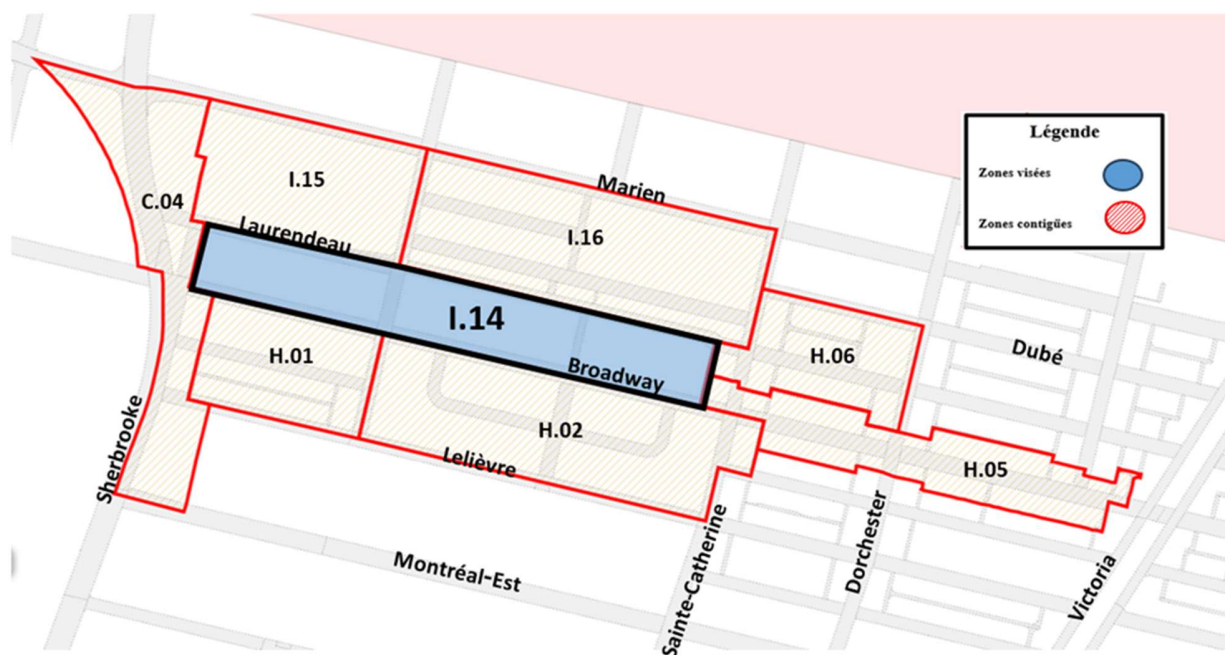 Légende
Zones visées
Zones contigües
Marien
I.15
C.04
I.16
Laurendeau
I.14
H.01
H.06
Dubé
Broadway
H.02
Sherbrooke
Lelièvre
H.05
Montréal-Est
Sainte-Catherine
Dorchester
Victoria